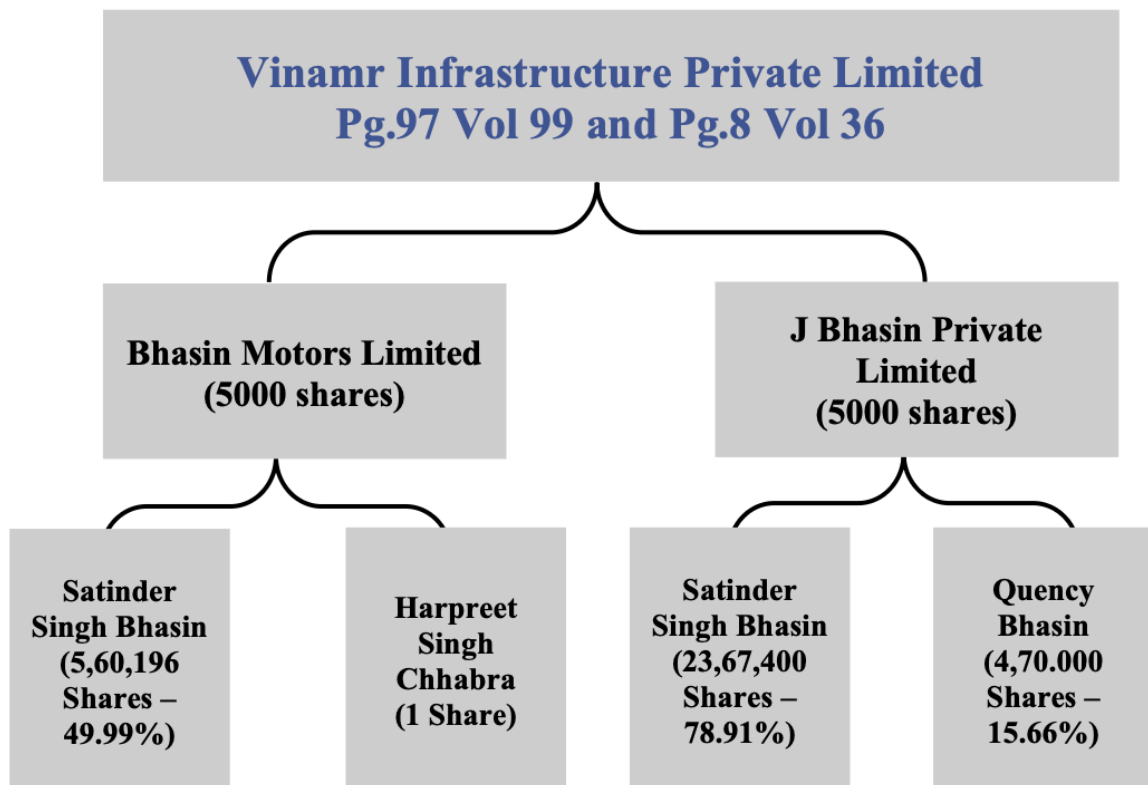 Vinamr Infrastructure Private Limited
Pg.97 Vol 99 and Pg.8 Vol 36
Bhasin Motors Limited
(5000 shares)
J Bhasin Private
Limited
(5000 shares)
Satinder
Singh Bhasin
(5,60,196
Shares –
49.99%)
Harpreet
Singh
Chhabra
(1 Share)
Satinder
Singh Bhasin
(23,67,400
Shares –
78.91%)
Quency
Bhasin
(4,70.000
Shares –
15.66%)